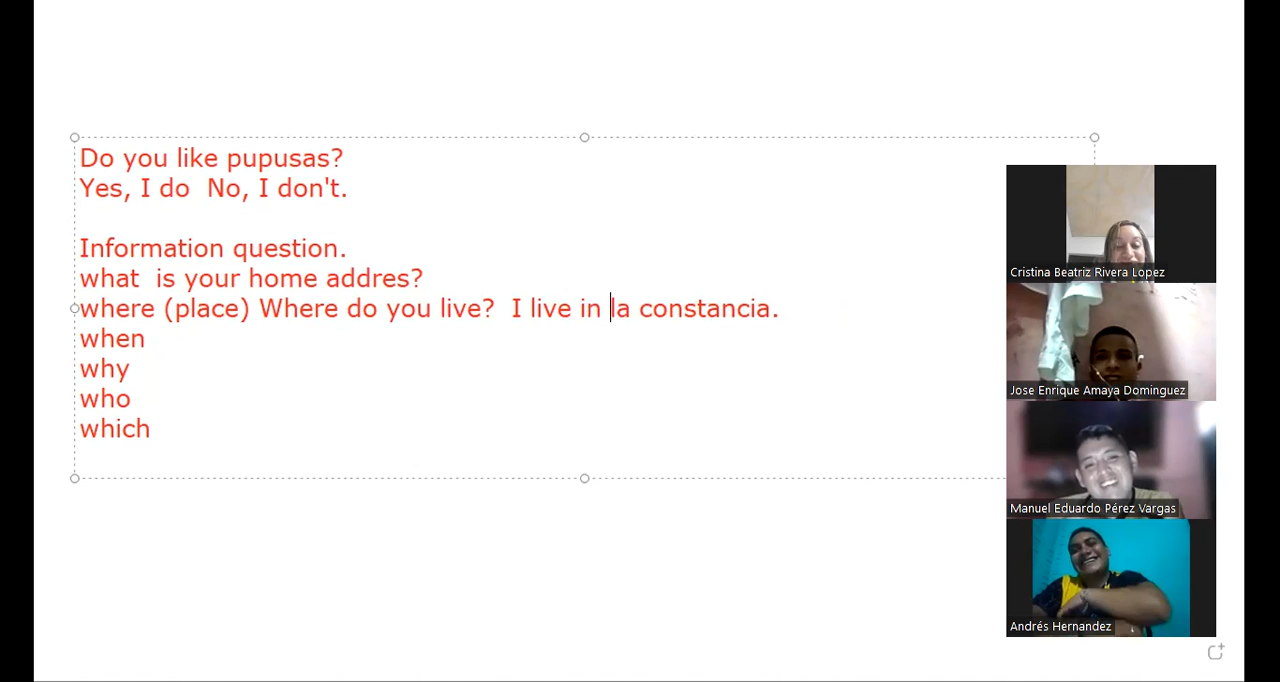 Do you like pupusas?
Yes, I do  No, I don't.
Information question.
what  is your home addres?
where (place) Where do you live?  I live in la constancia.
when
why
who
which
Cristina Beatriz Rivera Lopez
Jose Enrique Amaya Dominguez
Manuel Eduardo Pérez Vargas
Andrés Hernandez